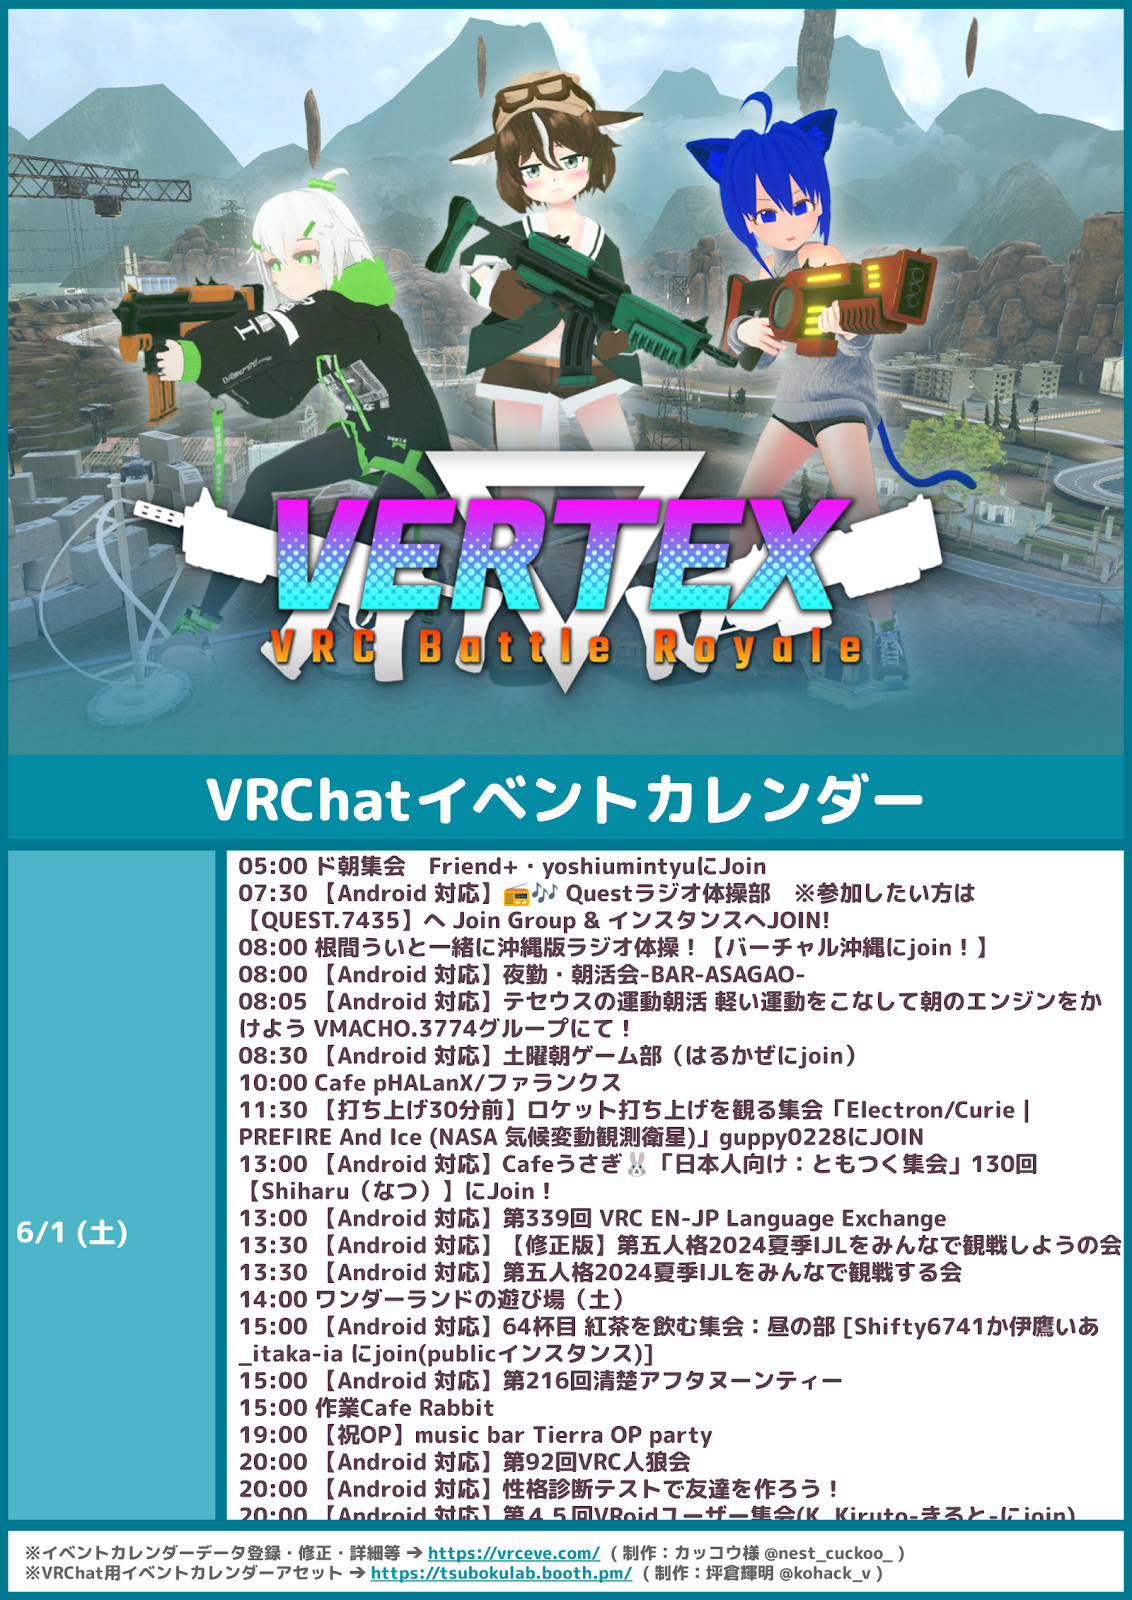 VERTEX
VRC Battle Royale
VRChatイベントカレンダー
6/1 (土)
05:00 ド朝集会　Friend+・yoshiumintyuにJoin
07:30 【Android 対応】📻🎶 Questラジオ体操部　※参加したい方は
【QUEST.7435】へ Join Group & インスタンスへJOIN!
08:00 根間ういと一緒に沖縄版ラジオ体操！【バーチャル沖縄にjoin！】
08:00 【Android 対応】夜勤・朝活会-BAR-ASAGAO-
08:05 【Android 対応】テセウスの運動朝活 軽い運動をこなして朝のエンジンをか
けよう VMACHO.3774グループにて！
08:30 【Android 対応】土曜朝ゲーム部（はるかぜにjoin）
10:00 Cafe pHALanX/ファランクス
11:30 【打ち上げ30分前】ロケット打ち上げを観る集会「Electron/Curie |
PREFIRE And Ice (NASA 気候変動観測衛星)」guppy0228にJOIN
13:00 【Android 対応】Cafeうさぎ🐰「日本人向け：ともつく集会」130回
【Shiharu（なつ）】にJoin！
13:00 【Android 対応】第339回 VRC EN-JP Language Exchange
13:30 【Android 対応】【修正版】第五人格2024夏季IJLをみんなで観戦しようの会
13:30 【Android 対応】第五人格2024夏季IJLをみんなで観戦する会
14:00 ワンダーランドの遊び場（土）
15:00 【Android 対応】64杯目 紅茶を飲む集会：昼の部 [Shifty6741か伊鷹いあ
_itaka-ia にjoin(publicインスタンス)]
15:00 【Android 対応】第216回清楚アフタヌーンティー
15:00 作業Cafe Rabbit
19:00 【祝OP】music bar Tierra OP party
20:00 【Android 対応】第92回VRC人狼会
20:00 【Android 対応】性格診断テストで友達を作ろう！
20:00 【Android 対応】第４５回VRoidユーザー集会(K_Kiruto-きると-にjoin)
※イベントカレンダーデータ登録・修正・詳細等 ➔ https://vrceve.com/ ( 制作：カッコウ様 @nest_cuckoo_ )
※VRChat用イベントカレンダーアセット ➔ https://tsubokulab.booth.pm/ ( 制作：坪倉輝明 @kohack_v )